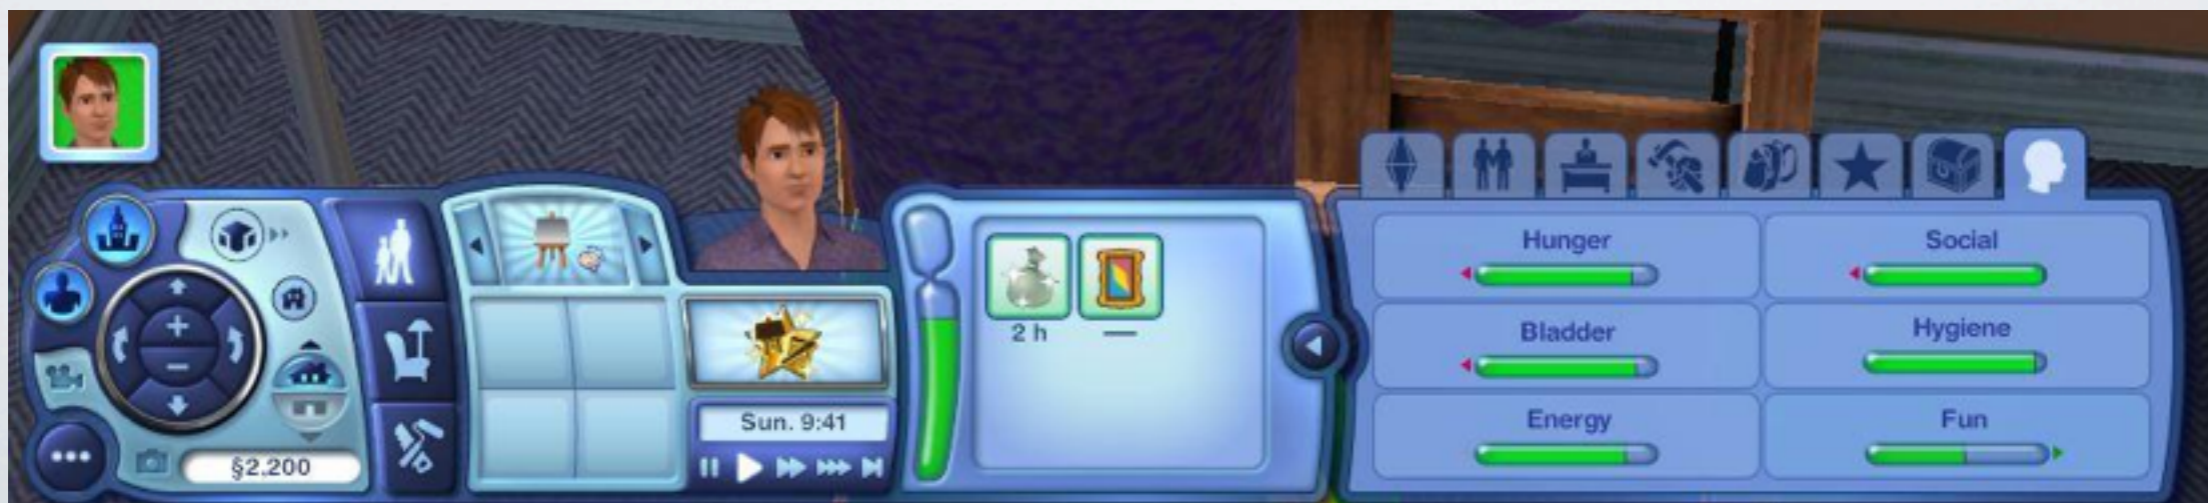 Hunger
Social
2 h
Bladder
Hygiene
Sun. 9:41
Energy
Fun
§2,200